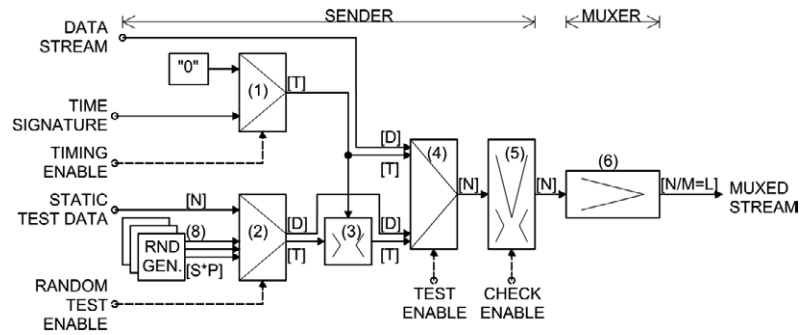 SENDER
MUXER
DATA
STREAM
"0"
(1)
[T]
TIME
SIGNATURE
TIMING
ENABLE
[D]
[T]
(4)
[N]
(5)
[N]
(6)
[N/M=L]
MUXED
STREAM
STATIC
TEST DATA
[N]
(8)
RND
GEN.
[S*P]
(2)
[D]
[T]
(3)
[D]
[T]
RANDOM
TEST
ENABLE
TEST
ENABLE
CHECK
ENABLE